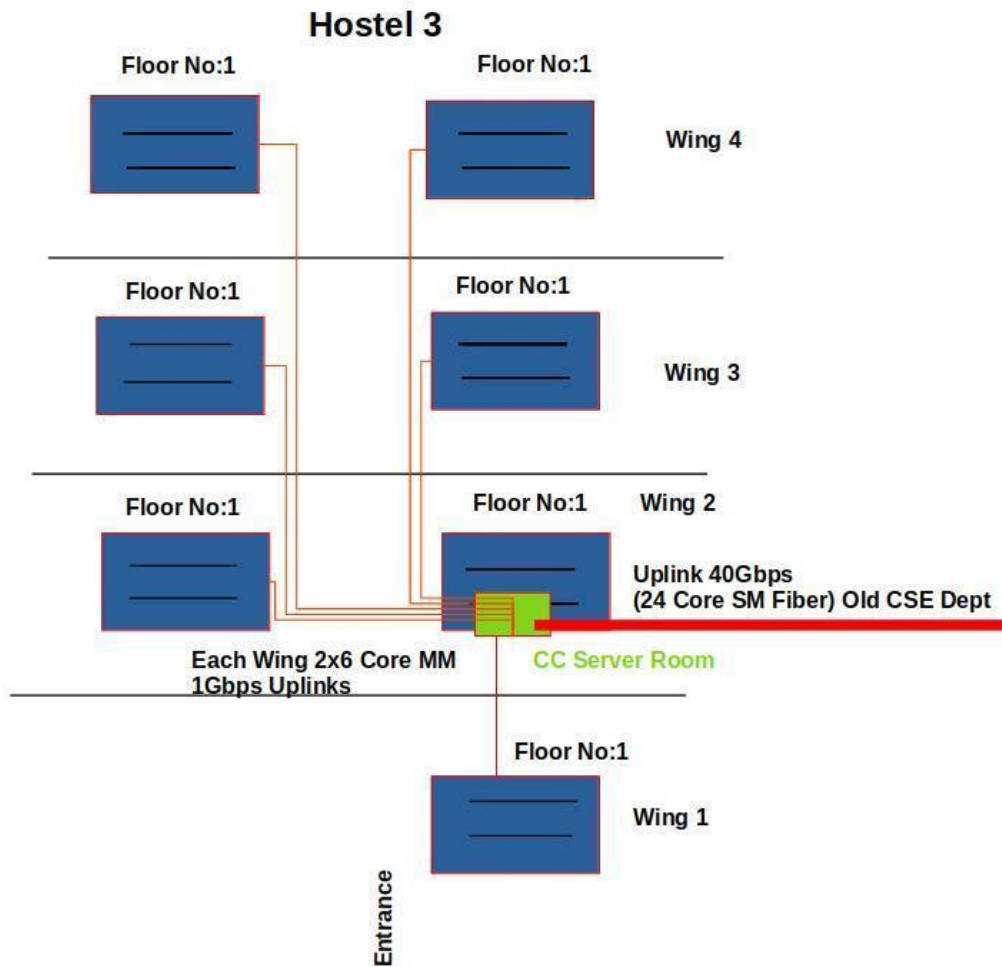 Hostel 3
Floor No:1
Floor No:1
Wing 4
Floor No:1
Floor No:1
Wing 3
Floor No:1
Floor No:1
Wing 2
Uplink 40Gbps
(24 Core SM Fiber) Old CSE Dept
Each Wing 2x6 Core MM
1Gbps Uplinks
CC Server Room
Floor No:1
Wing 1
Entrance